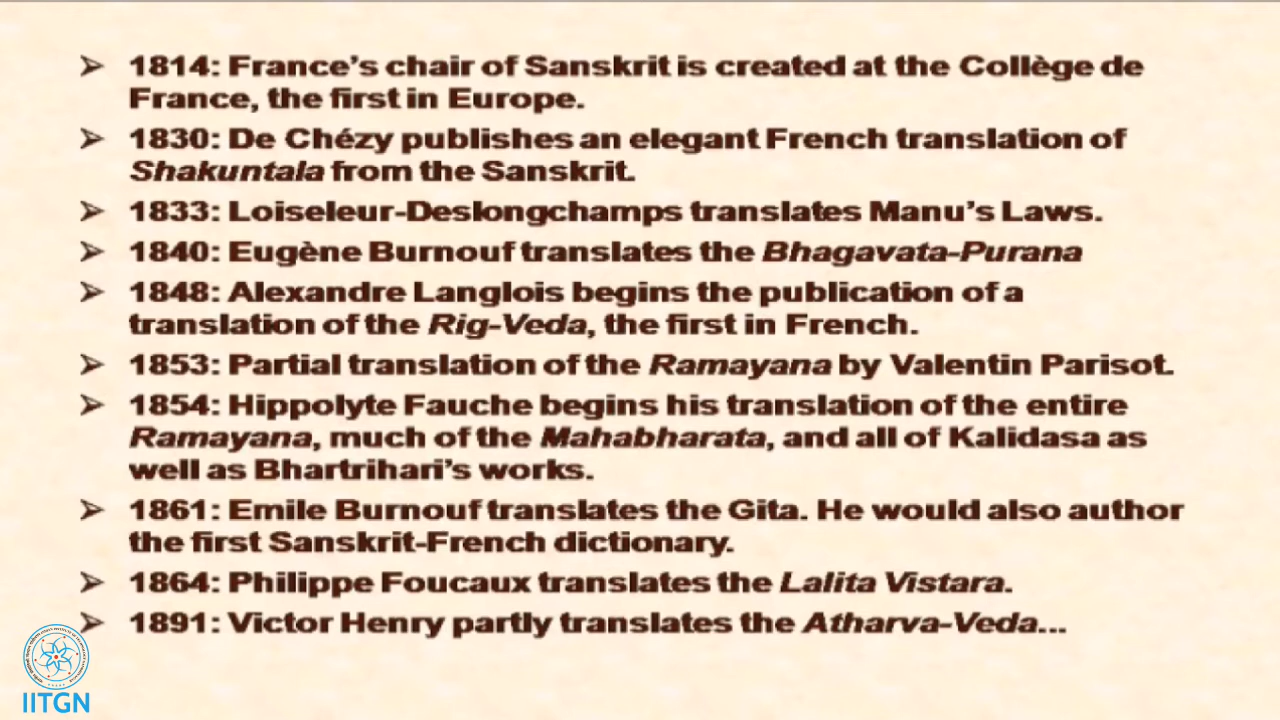 ➢ 1814: France’s chair of Sanskrit is created at the Collège de
France, the first in Europe.
➢ 1830: De Chézy publishes an elegant French translation of
Shakuntala from the Sanskrit.
➢ 1833: Loiseleur-Deslongchamps translates Manu’s Laws.
➢ 1840: Eugène Burnouf translates the Bhagavata-Purana
➢ 1848: Alexandre Langlois begins the publication of a
translation of the Rig-Veda, the first in French.
➢ 1853: Partial translation of the Ramayana by Valentin Parisot.
➢ 1854: Hippolyte Fauche begins his translation of the entire
Ramayana, much of the Mahabharata, and all of Kalidasa as
well as Bhartrihari’s works.
➢ 1861: Emile Burnouf translates the Gita. He would also author
the first Sanskrit-French dictionary.
➢ 1864: Philippe Foucaux translates the Lalita Vistara.
➢ 1891: Victor Henry partly translates the Atharva-Veda...
IITGN